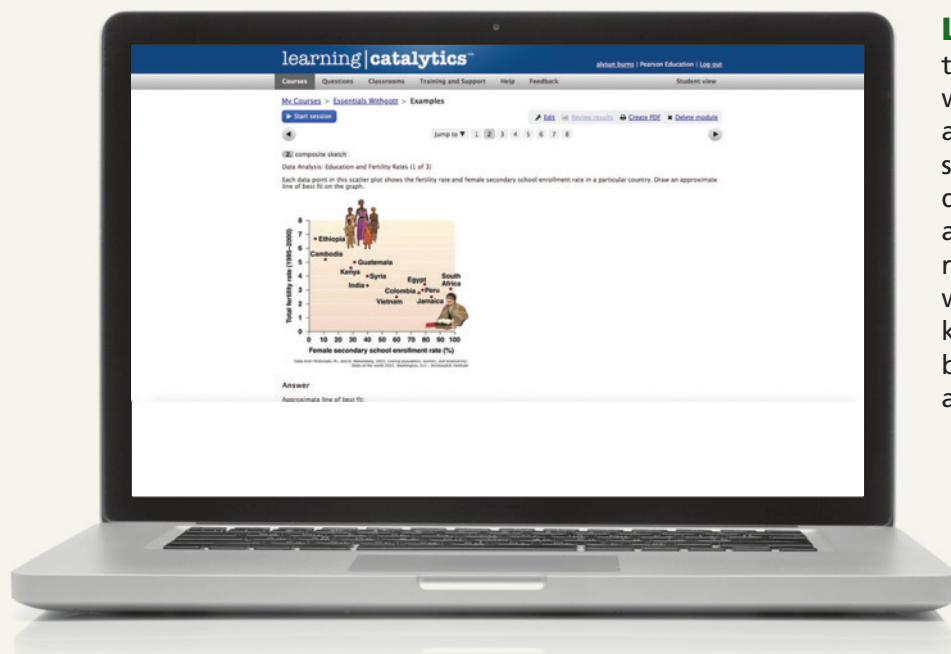 learning|catalytics™
alyson burns | Pearson Education | Log out
Courses Questions Classrooms Training and Support Help Feedback Student view
My Courses > Essentials Withgott > Examples
Start session
Edit Review results Create PDF Delete module
Jump to 1 2 3 4 5 6 7 8
2. composite sketch
Data Analysis: Education and Fertility Rates (1 of 3)
Each data point in this scatter plot shows the fertility rate and female secondary school enrollment rate in a particular country. Draw an approximate
line of best fit on the graph.
Total fertility rate (1995–2000)
8
7
6
5
4
3
2
1
0
Ethiopia
Cambodia
Guatemala
Kenya
Syria
India
Egypt
South
Africa
Colombia
Peru
Vietnam
Jamaica
0 10 20 30 40 50 60 70 80 90 100
Female secondary school enrollment rate (%)
Answer
Approximate line of best fit: